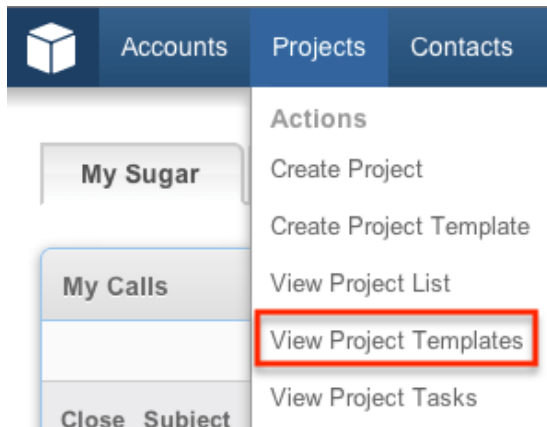 Accounts Projects Contacts
Actions
My Sugar
Create Project
Create Project Template
My Calls
View Project List
View Project Templates
View Project Tasks
Close Subject